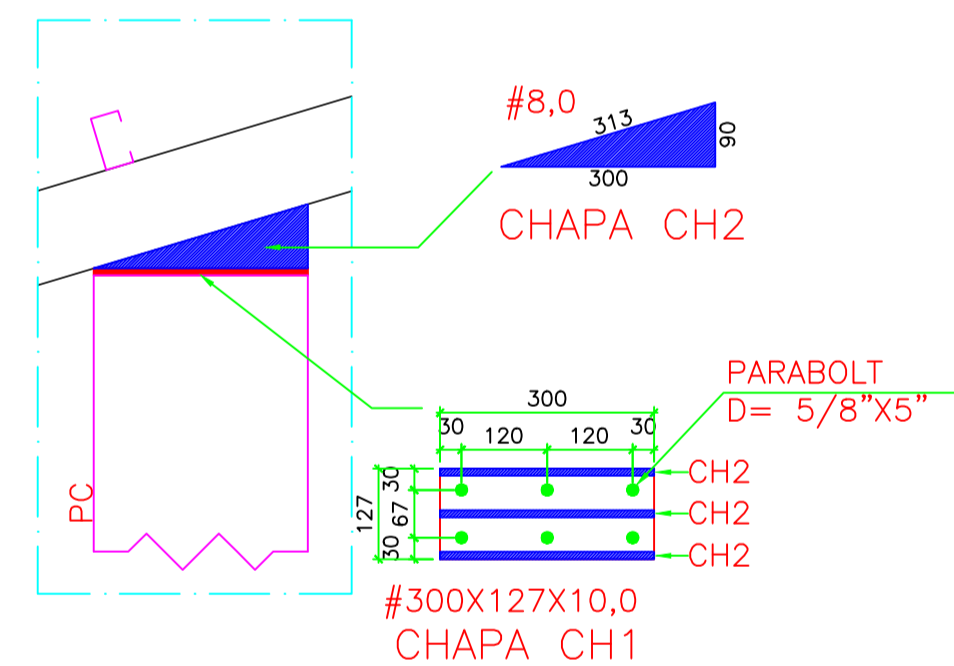 #8,0
313
90
300
CHAPA CH2
PARABOLT
D= 5/8"X5"
300
30 120 120 30
CH2
CH2
CH2
127
30
67
30
PC
#300X127X10,0
CHAPA CH1